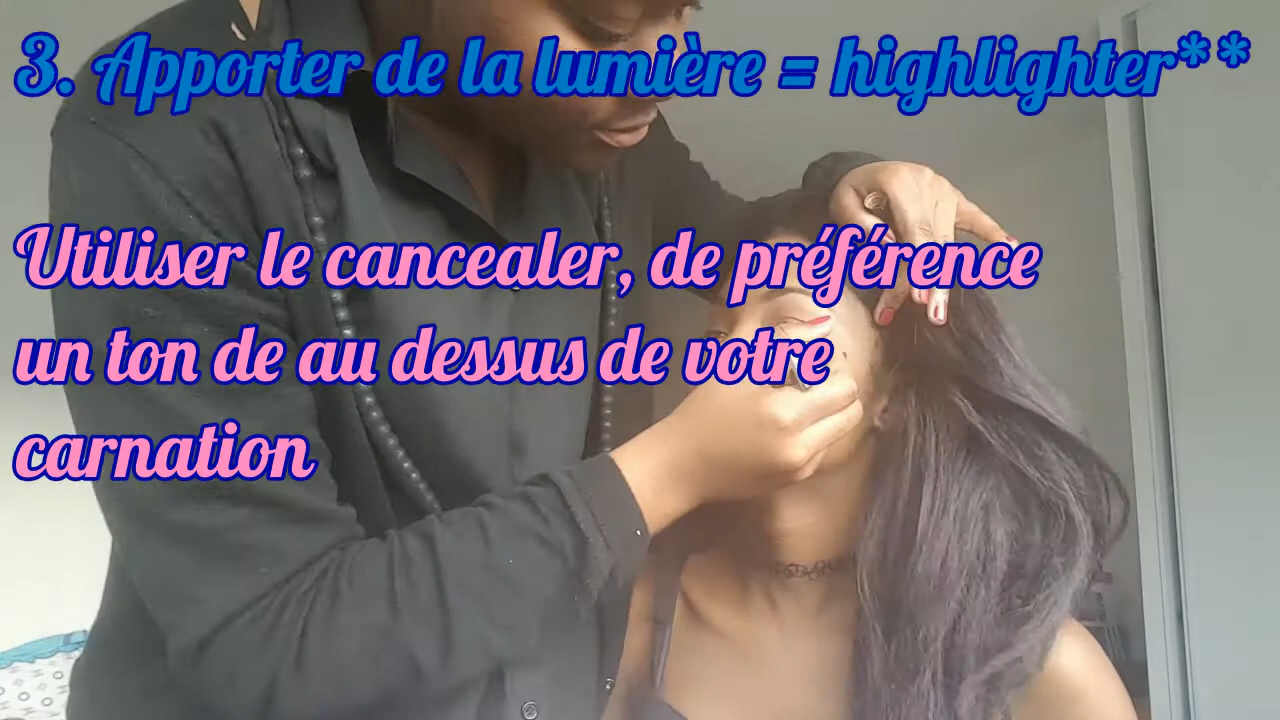 3. Apporter de la lumière = highlighter**
Utiliser le cancealer, de préférence
un ton de au dessus de votre
carnation